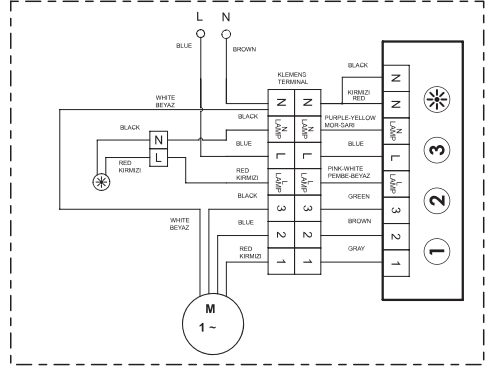 L N
BLUE
BROWN
KLEMENS
TERMINAL
BLACK
KIRMIZI
RED
WHITE
BEYAZ
N N N N
BLACK
BLACK
N LAMP N LAMP
PURPLE-YELLOW
MOR-SARI
N LAMP
N
L
BLUE
L L
BLUE
L
RED
KIRMIZI
RED
KIRMIZI
L LAMP L LAMP
PINK-WHITE
PEMBE-BEYAZ
L LAMP
BLACK
3 3
GREEN
3
WHITE
BEYAZ
BLUE
2 2
BROWN
2
RED
KIRMIZI
1 1
GRAY
1
3
2
1
M
1 ~